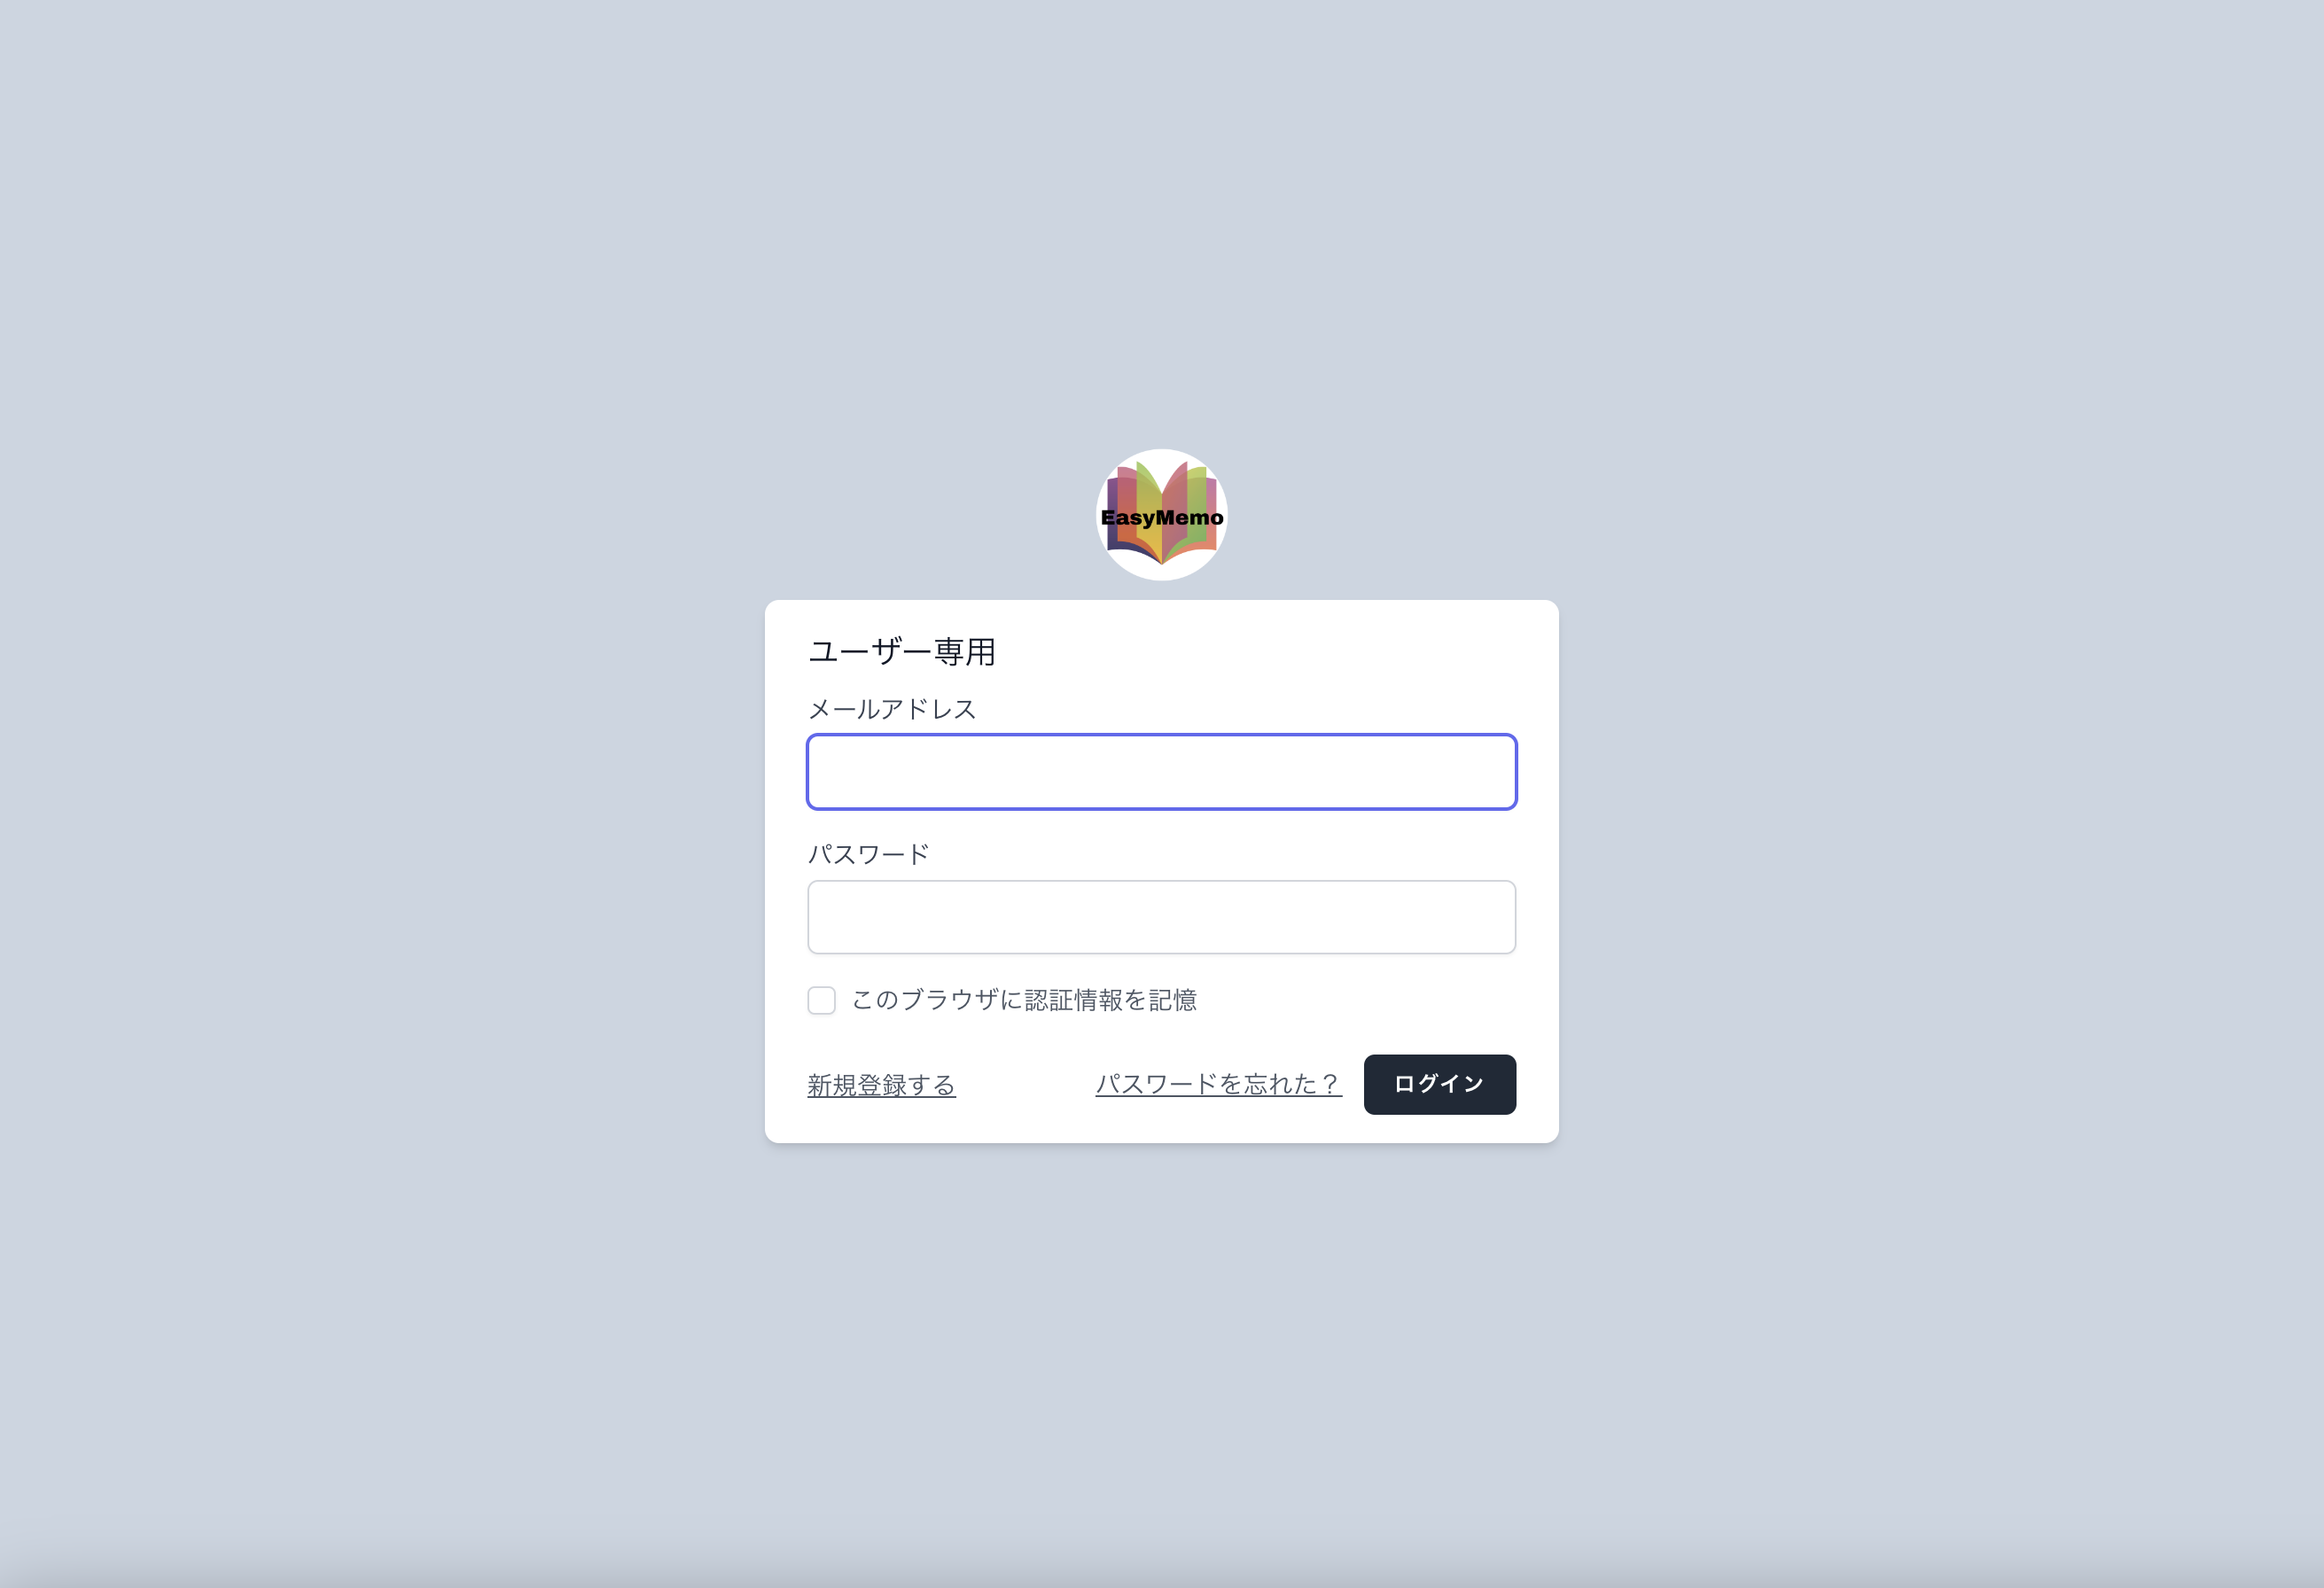 EasyMemo
ユーザー専用
メールアドレス
パスワード
このブラウザに認証情報を記憶
新規登録する
パスワードを忘れた？
ログイン